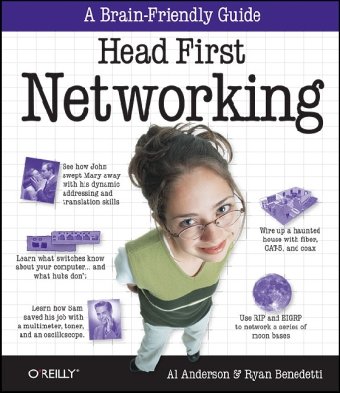 A Brain-Friendly Guide
Head First
Networking
See how John
swept Mary away
with his dynamic
addressing and
translation skills
Wire up a haunted
house with fiber,
CAT-5, and coax
Learn what switches know
about your computer... and
what hubs don't
Learn how Sam
saved his job with
a multimeter, toner,
and an oscilloscope.
Use RIP and EIGRP
to network a series of
moon bases
O'REILLY®
Al Anderson & Ryan Benedetti